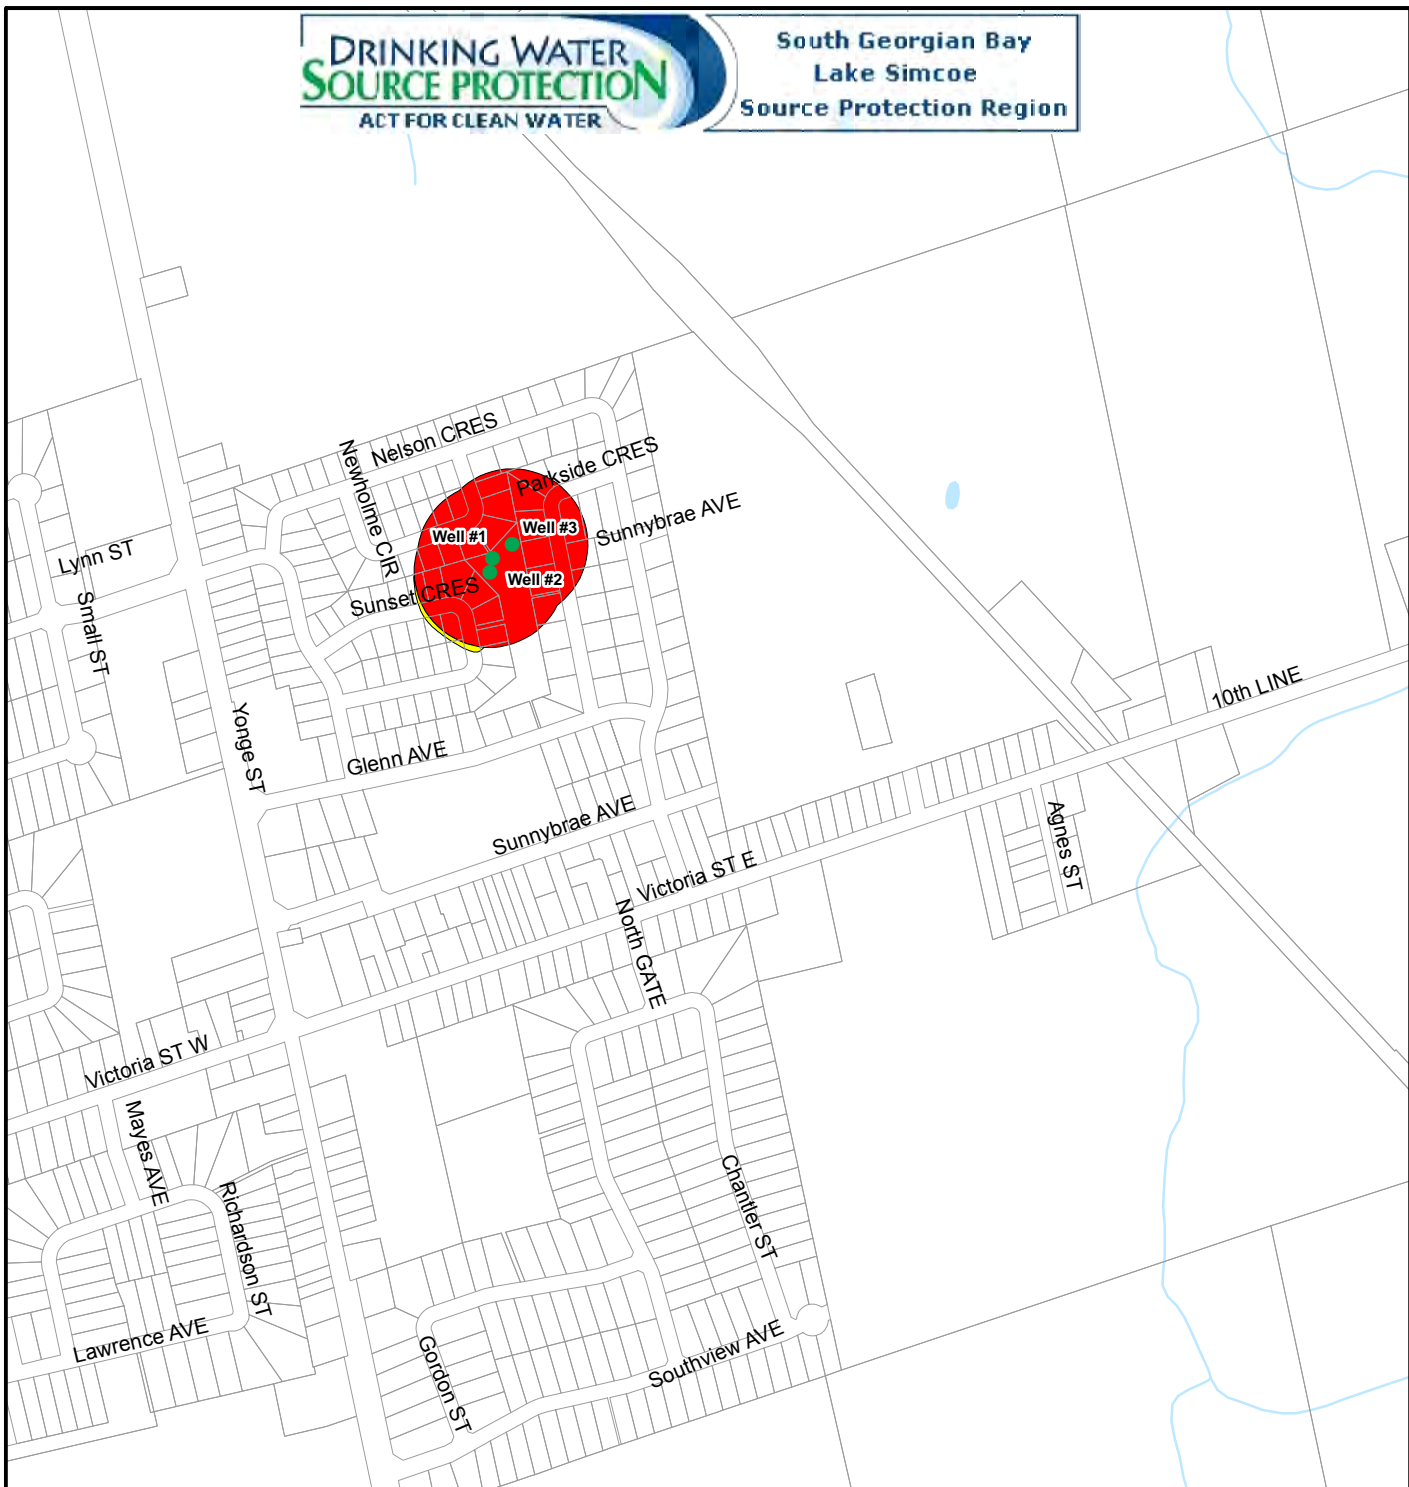 DRINKING WATER
SOURCE PROTECTION
ACT FOR CLEAN WATER
South Georgian Bay
Lake Simcoe
Source Protection Region
Nelson CRES
Newholme CIR
Parkside CRES
Sunnybrae AVE
Well #1
Well #3
Well #2
Sunset CRES
Lynn ST
Small ST
Yonge ST
Glenn AVE
Sunnybrae AVE
10th LINE
Agnes ST
Victoria ST E
North GATE
Victoria ST W
Mayes AVE
Richardson ST
Lawrence AVE
Chantler ST
Gordon ST
Southview AVE